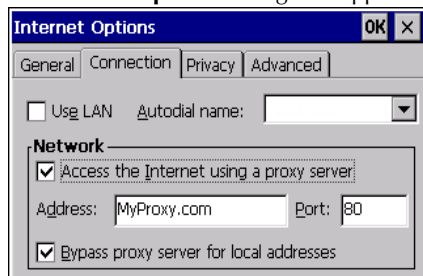 Internet Options OK ×
General Connection Privacy Advanced
Use LAN Autodial name:
Network
Access the Internet using a proxy server
Address: MyProxy.com Port: 80
Bypass proxy server for local addresses